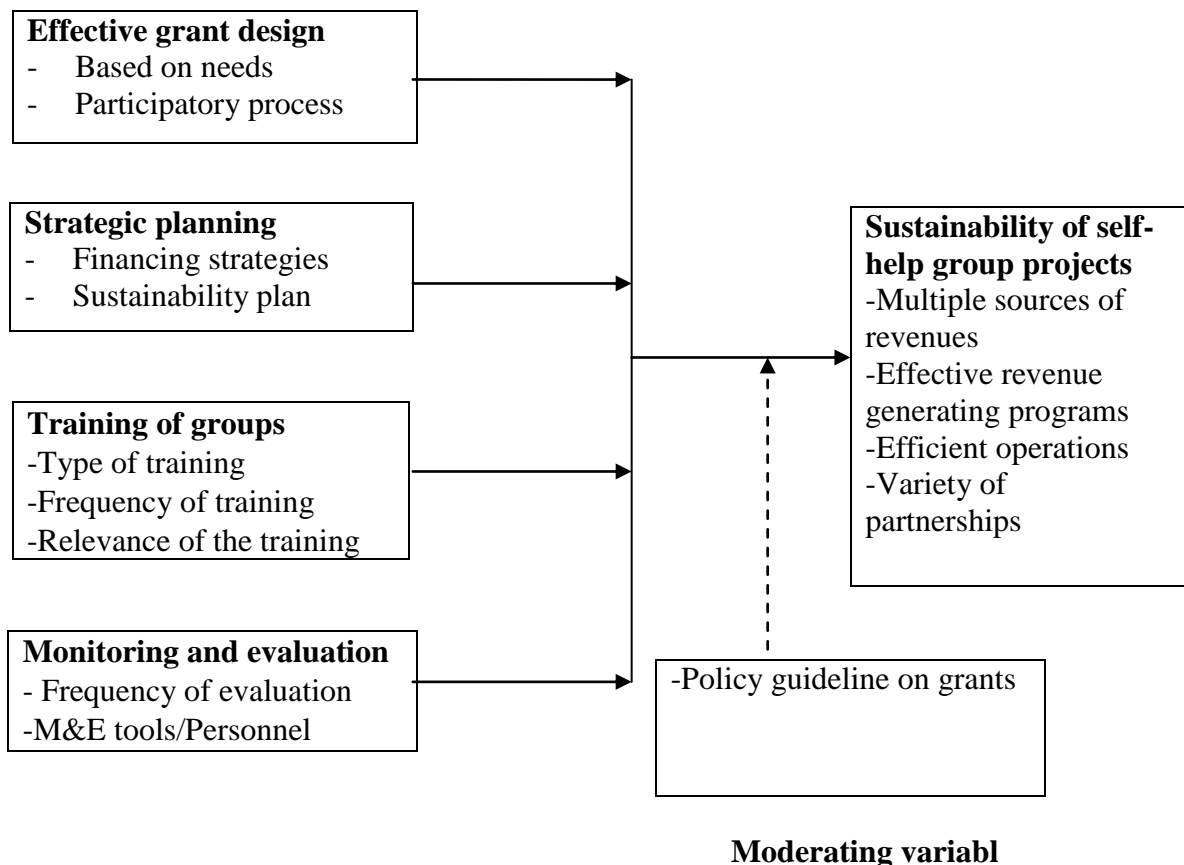 Effective grant design
- Based on needs
- Participatory process
Strategic planning
- Financing strategies
- Sustainability plan
Training of groups
-Type of training
-Frequency of training
-Relevance of the training
Monitoring and evaluation
- Frequency of evaluation
-M&E tools/Personnel
Sustainability of self-
help group projects
-Multiple sources of
revenues
-Effective revenue
generating programs
-Efficient operations
-Variety of
partnerships
-Policy guideline on grants
Moderating variabl